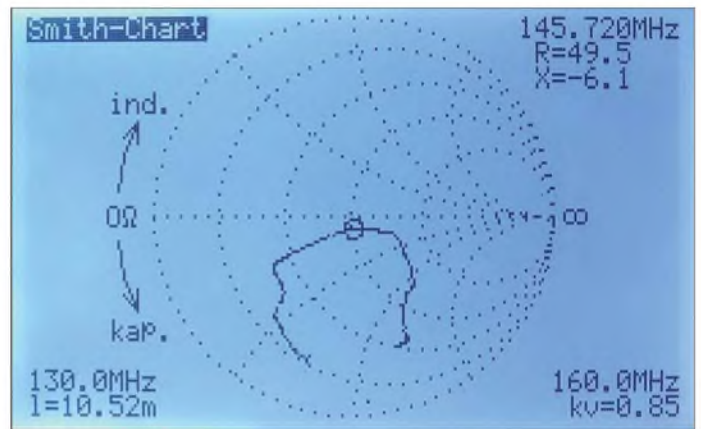 Smith-Chart
145.720MHz
R=49.5
X=-6.1
ind.
0Ω
∞
kap.
130.0MHz
160.0MHz
l=10.52m
kv=0.85